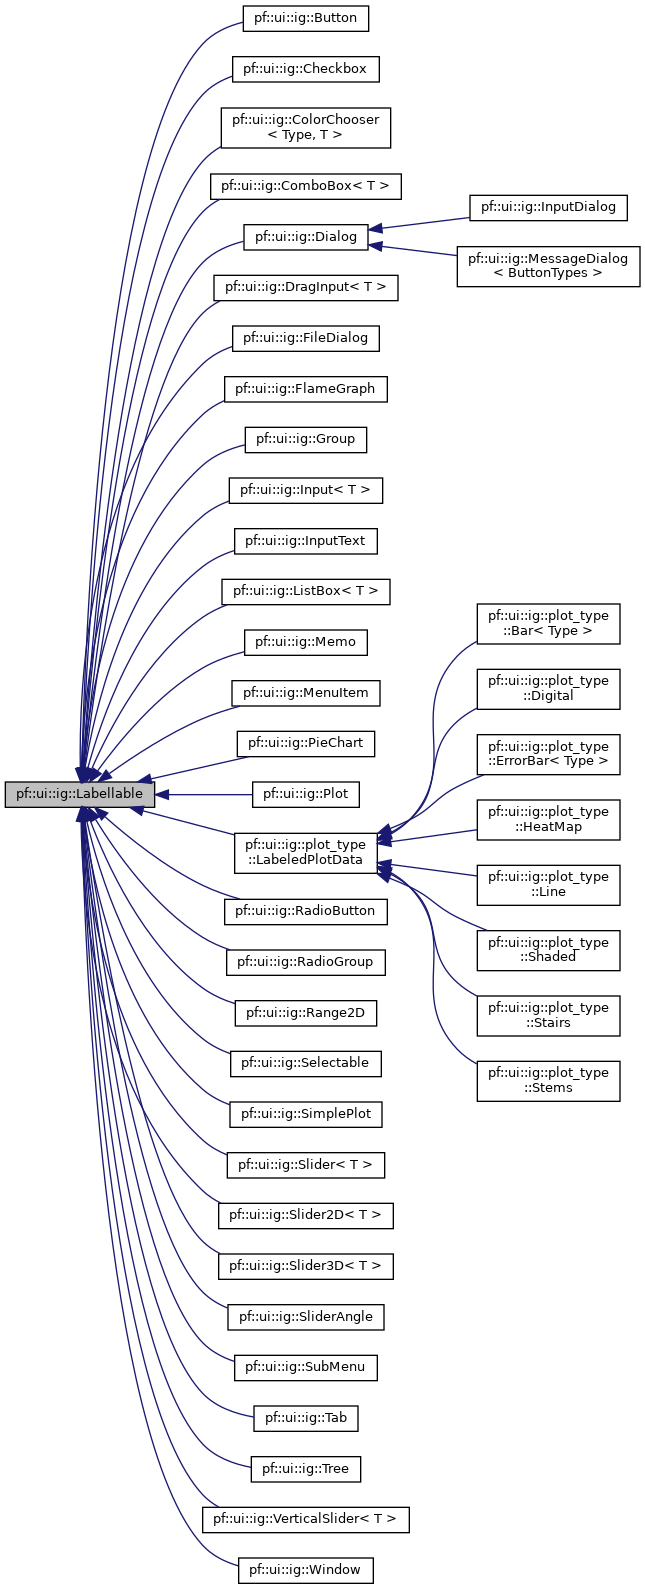 pf::ui::ig::Button
pf::ui::ig::Checkbox
pf::ui::ig::ColorChooser
< Type, T >
pf::ui::ig::ComboBox< T >
pf::ui::ig::Dialog
pf::ui::ig::InputDialog
pf::ui::ig::MessageDialog
< ButtonTypes >
pf::ui::ig::DragInput< T >
pf::ui::ig::FileDialog
pf::ui::ig::FlameGraph
pf::ui::ig::Group
pf::ui::ig::Input< T >
pf::ui::ig::InputText
pf::ui::ig::ListBox< T >
pf::ui::ig::Memo
pf::ui::ig::MenuItem
pf::ui::ig::PieChart
pf::ui::ig::Labellable
pf::ui::ig::Plot
pf::ui::ig::plot_type
::LabeledPlotData
pf::ui::ig::plot_type
::Bar< Type >
pf::ui::ig::plot_type
::Digital
pf::ui::ig::plot_type
::ErrorBar< Type >
pf::ui::ig::plot_type
::HeatMap
pf::ui::ig::plot_type
::Line
pf::ui::ig::plot_type
::Shaded
pf::ui::ig::plot_type
::Stairs
pf::ui::ig::plot_type
::Stems
pf::ui::ig::RadioButton
pf::ui::ig::RadioGroup
pf::ui::ig::Range2D
pf::ui::ig::Selectable
pf::ui::ig::SimplePlot
pf::ui::ig::Slider< T >
pf::ui::ig::Slider2D< T >
pf::ui::ig::Slider3D< T >
pf::ui::ig::SliderAngle
pf::ui::ig::SubMenu
pf::ui::ig::Tab
pf::ui::ig::Tree
pf::ui::ig::VerticalSlider< T >
pf::ui::ig::Window